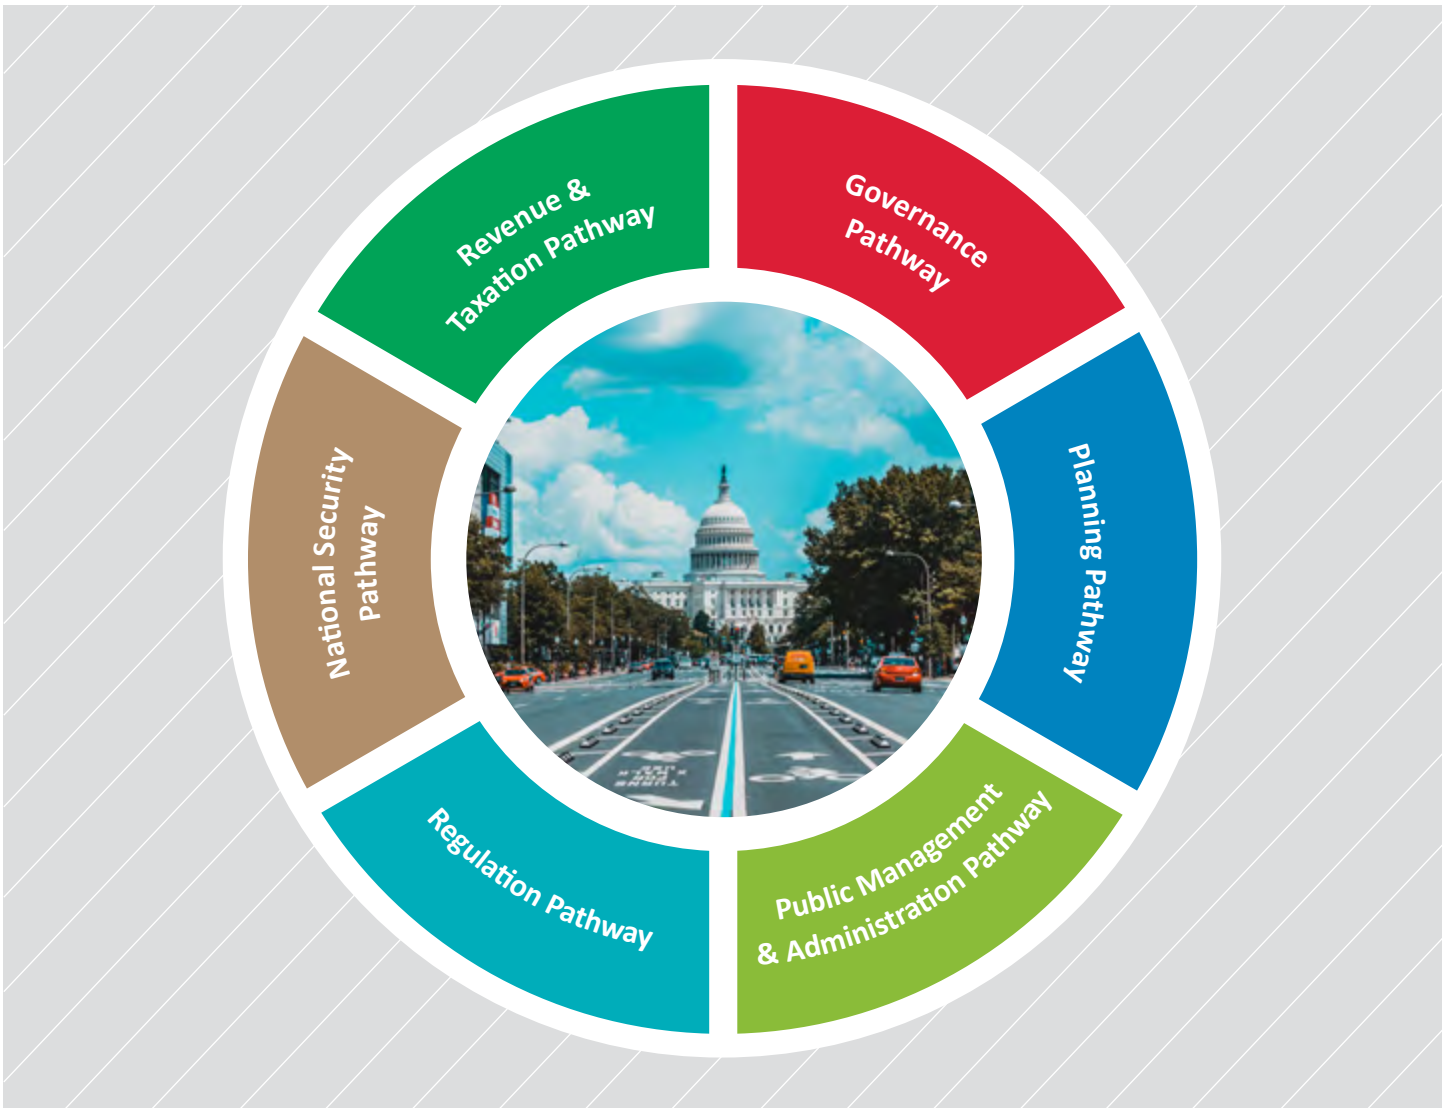 Governance
Pathway
Planning Pathway
Public Management
& Administration Pathway
Regulation Pathway
National Security
Pathway
Revenue &
Taxation Pathway